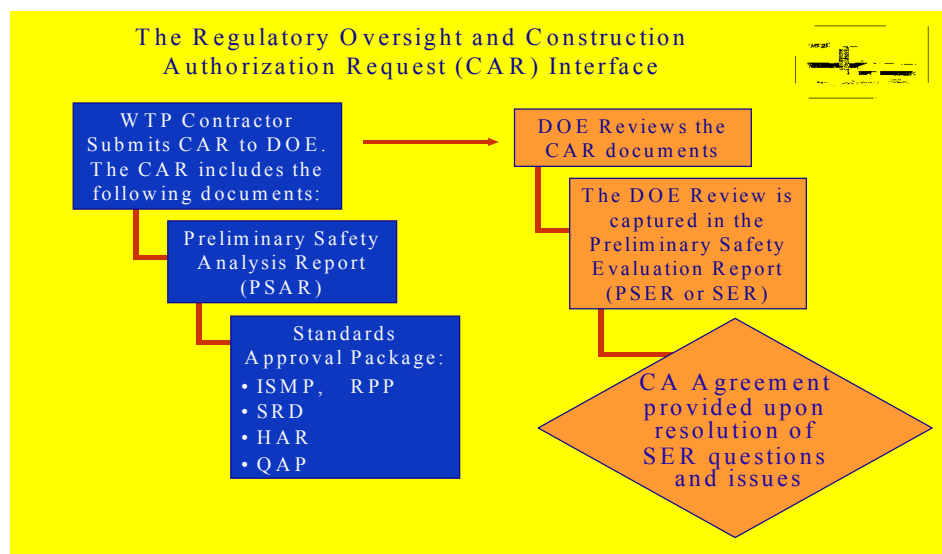 The Regulatory Oversight and Construction
Authorization Request (CAR) Interface
WTP Contractor
Submits CAR to DOE.
The CAR includes the
following documents:
Preliminary Safety
Analysis Report
(PSAR)
Standards
Approval Package:
• ISMP, RPP
• SRD
• HAR
• QAP
DOE Reviews the
CAR documents
The DOE Review is
captured in the
Preliminary Safety
Evaluation Report
(PSER or SER)
CA Agreement
provided upon
resolution of
SER questions
and issues